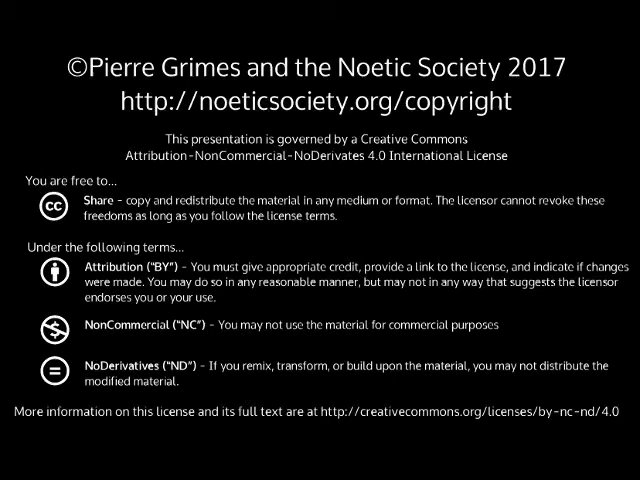 ©Pierre Grimes and the Noetic Society 2017
http://noeticsociety.org/copyright
This presentation is governed by a Creative Commons
Attribution-NonCommercial-NoDerivates 4.0 International License
You are free to...
cc
Share - copy and redistribute the material in any medium or format. The licensor cannot revoke these
freedoms as long as you follow the license terms.
Under the following terms...
Attribution ("BY") - You must give appropriate credit, provide a link to the license, and indicate if changes
were made. You may do so in any reasonable manner, but may not in any way that suggests the licensor
endorses you or your use.
NonCommercial ("NC") - You may not use the material for commercial purposes
NoDerivatives ("ND") - If you remix, transform, or build upon the material, you may not distribute the
modified material.
More information on this license and its full text are at http://creativecommons.org/licenses/by-nc-nd/4.0